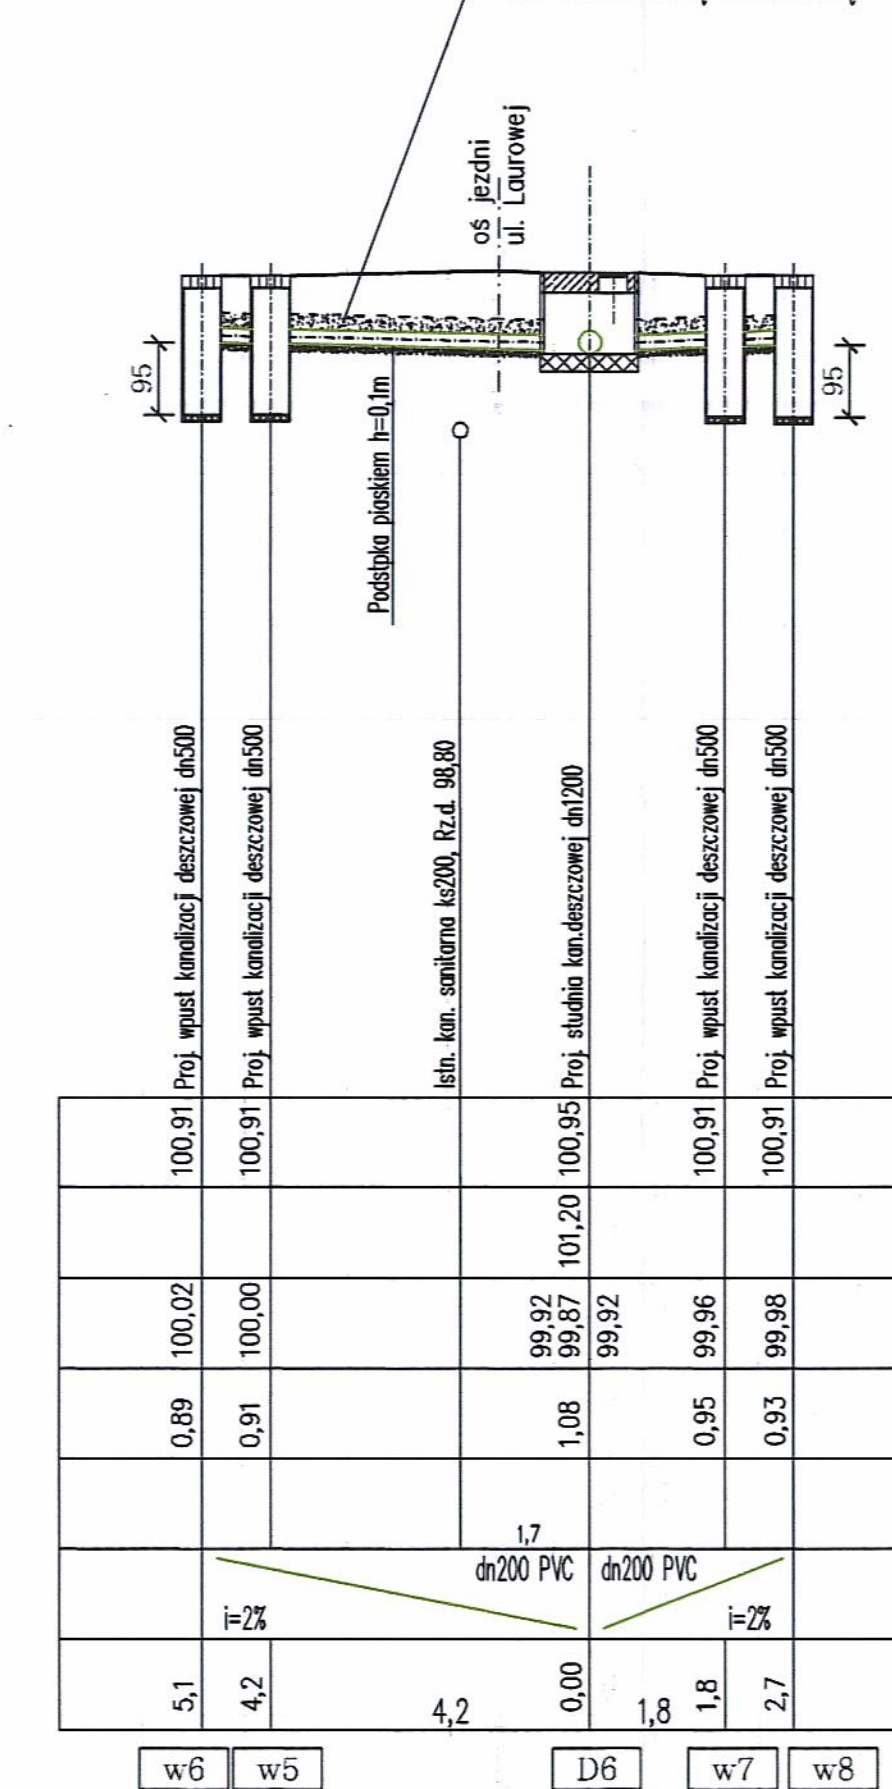 oś jezdni
ul. Laurowej
95
95
Podstpka piaskiem h=0,1m
Proj. wpust kanalizacji deszczowej dn500
Proj. wpust kanalizacji deszczowej dn500
Istn. kan. sanitarna ks200, Rz.d. 98,80
Proj. studnia kan.deszczowej dn1200
Proj. wpust kanalizacji deszczowej dn500
Proj. wpust kanalizacji deszczowej dn500
100,91
100,91
100,95
100,91
100,91
101,20
100,02
100,00
99,92
99,87
99,92
99,96
99,98
0,89
0,91
1,08
0,95
0,93
1,7
dn200 PVC
dn200 PVC
i=2%
i=2%
5,1
4,2
4,2
0,00
1,8
1,8
2,7
w6
w5
D6
w7
w8